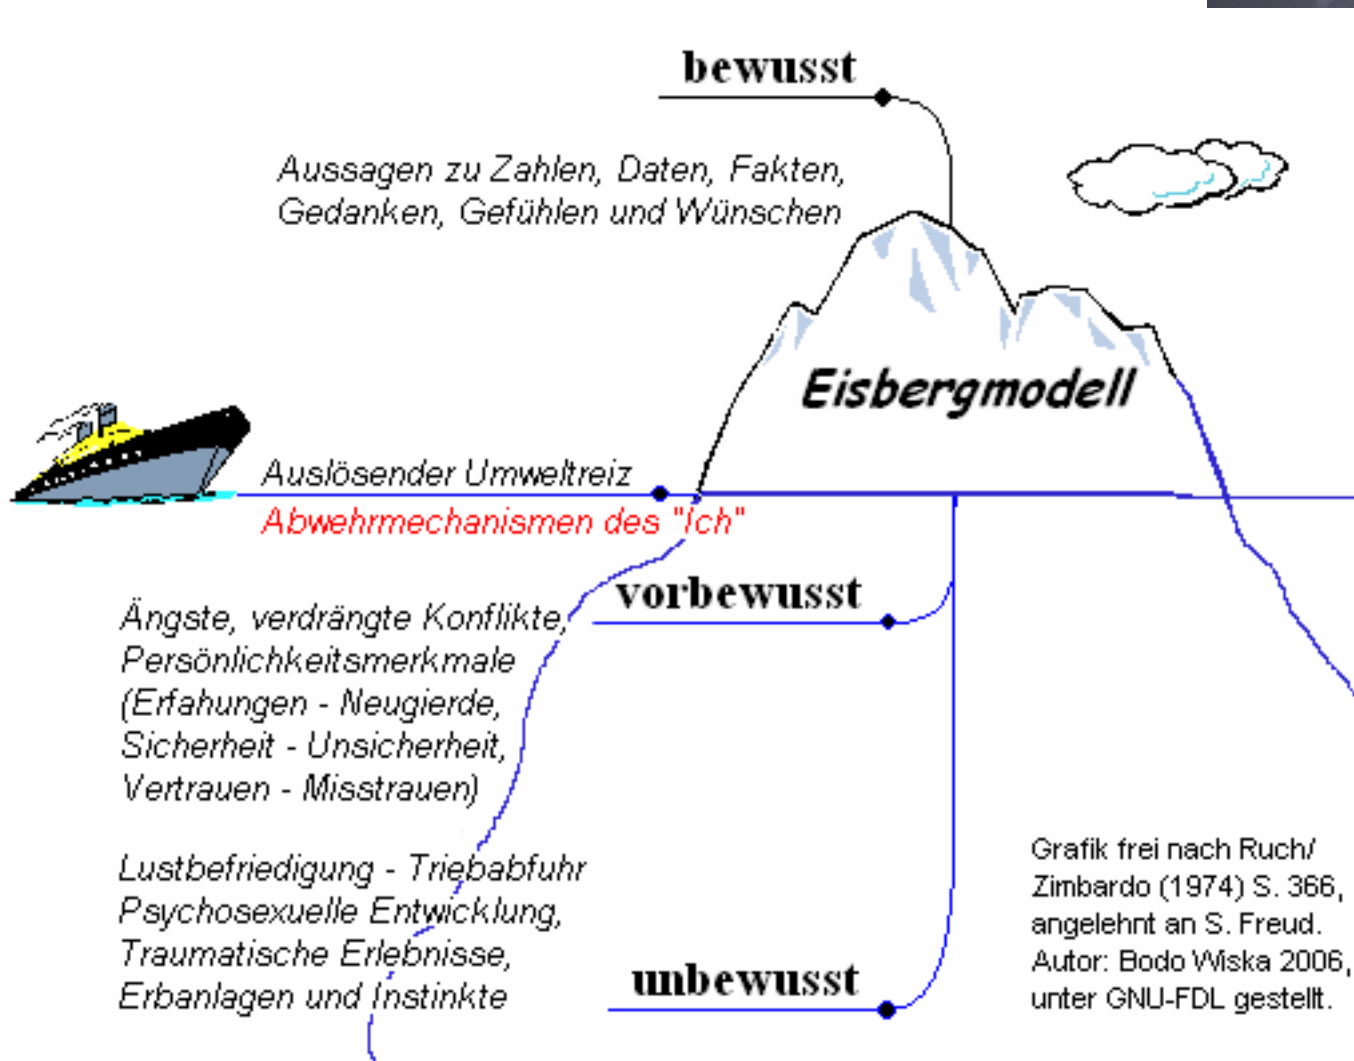 bewusst
Aussagen zu Zahlen, Daten, Fakten,
Gedanken, Gefühlen und Wünschen
Eisbergmodell
Auslösender Umweltreiz
Abwehrmechanismen des "Ich"
vorbewusst
Ängste, verdrängte Konflikte,
Persönlichkeitsmerkmale
(Erfahungen - Neugierde,
Sicherheit - Unsicherheit,
Vertrauen - Misstrauen)
Lustbefriedigung - Triebabfuhr
Psychosexuelle Entwicklung,
Traumatische Erlebnisse,
Erbanlagen und Instinkte
unbewusst
Grafik frei nach Ruch/
Zimbardo (1974) S. 366,
angelehnt an S. Freud.
Autor: Bodo Wiska 2006,
unter GNU-FDL gestellt.